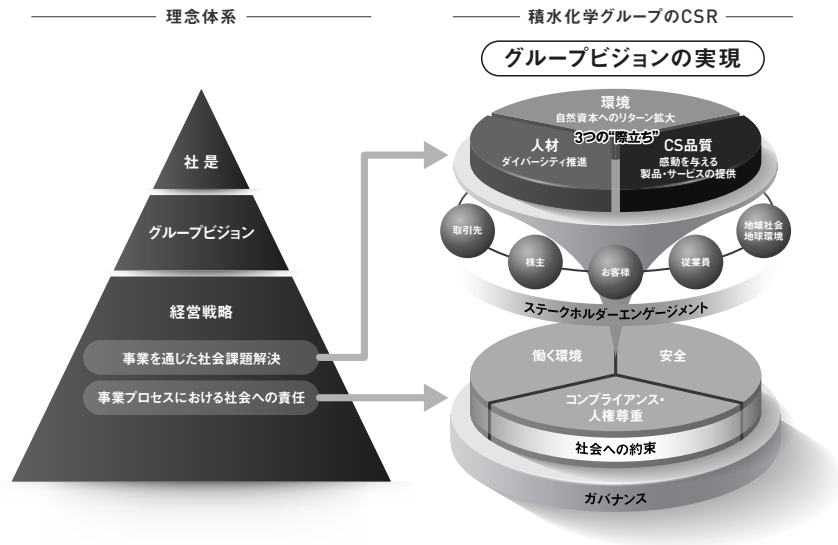 理念体系
社是
グループビジョン
経営戦略
事業を通じた社会課題解決
事業プロセスにおける社会への責任
積水化学グループのCSR
グループビジョンの実現
環境
自然資本へのリターン拡大
3つの“際立ち”
人材
ダイバーシティ推進
CS品質
感動を与える
製品・サービスの提供
取引先
株主
お客様
従業員
地域社会
地球環境
ステークホルダーエンゲージメント
働く環境
安全
コンプライアンス・
人権尊重
社会への約束
ガバナンス